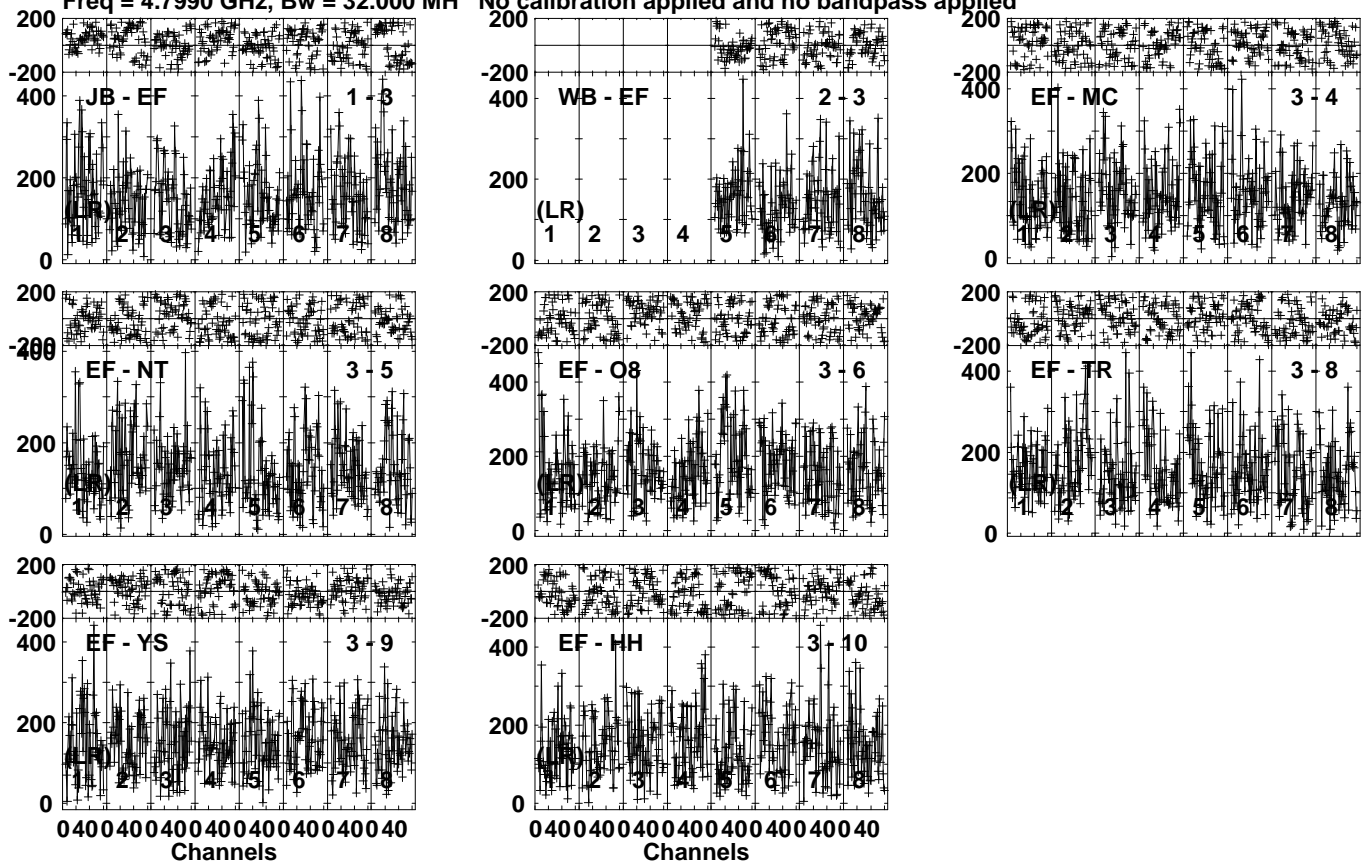 Freq = 4.7990 GHz, Bw = 32.000 MH No calibration applied and no bandpass applied
200
-200
400
200
0
JB - EF 1 - 3
(LR)
1 2 3 4 5 6 7 8
200
-200
400
200
0
WB - EF 2 - 3
(LR)
1 2 3 4 5 6 7 8
200
-200
400
200
0
EF - MC 3 - 4
(LR)
1 2 3 4 5 6 7 8
200
-200
400
200
0
EF - NT 3 - 5
(LR)
1 2 3 4 5 6 7 8
200
-200
400
200
0
EF - O8 3 - 6
(LR)
1 2 3 4 5 6 7 8
200
-200
400
200
0
EF - TR 3 - 8
(LR)
1 2 3 4 5 6 7 8
200
-200
400
200
0
EF - YS 3 - 9
(LR)
1 2 3 4 5 6 7 8
0 40 0 40 0 40 0 40 0 40 0 40 0 40 0 40
Channels
200
-200
400
200
0
EF - HH 3 - 10
(LR)
1 2 3 4 5 6 7 8
0 40 0 40 0 40 0 40 0 40 0 40 0 40 0 40
Channels